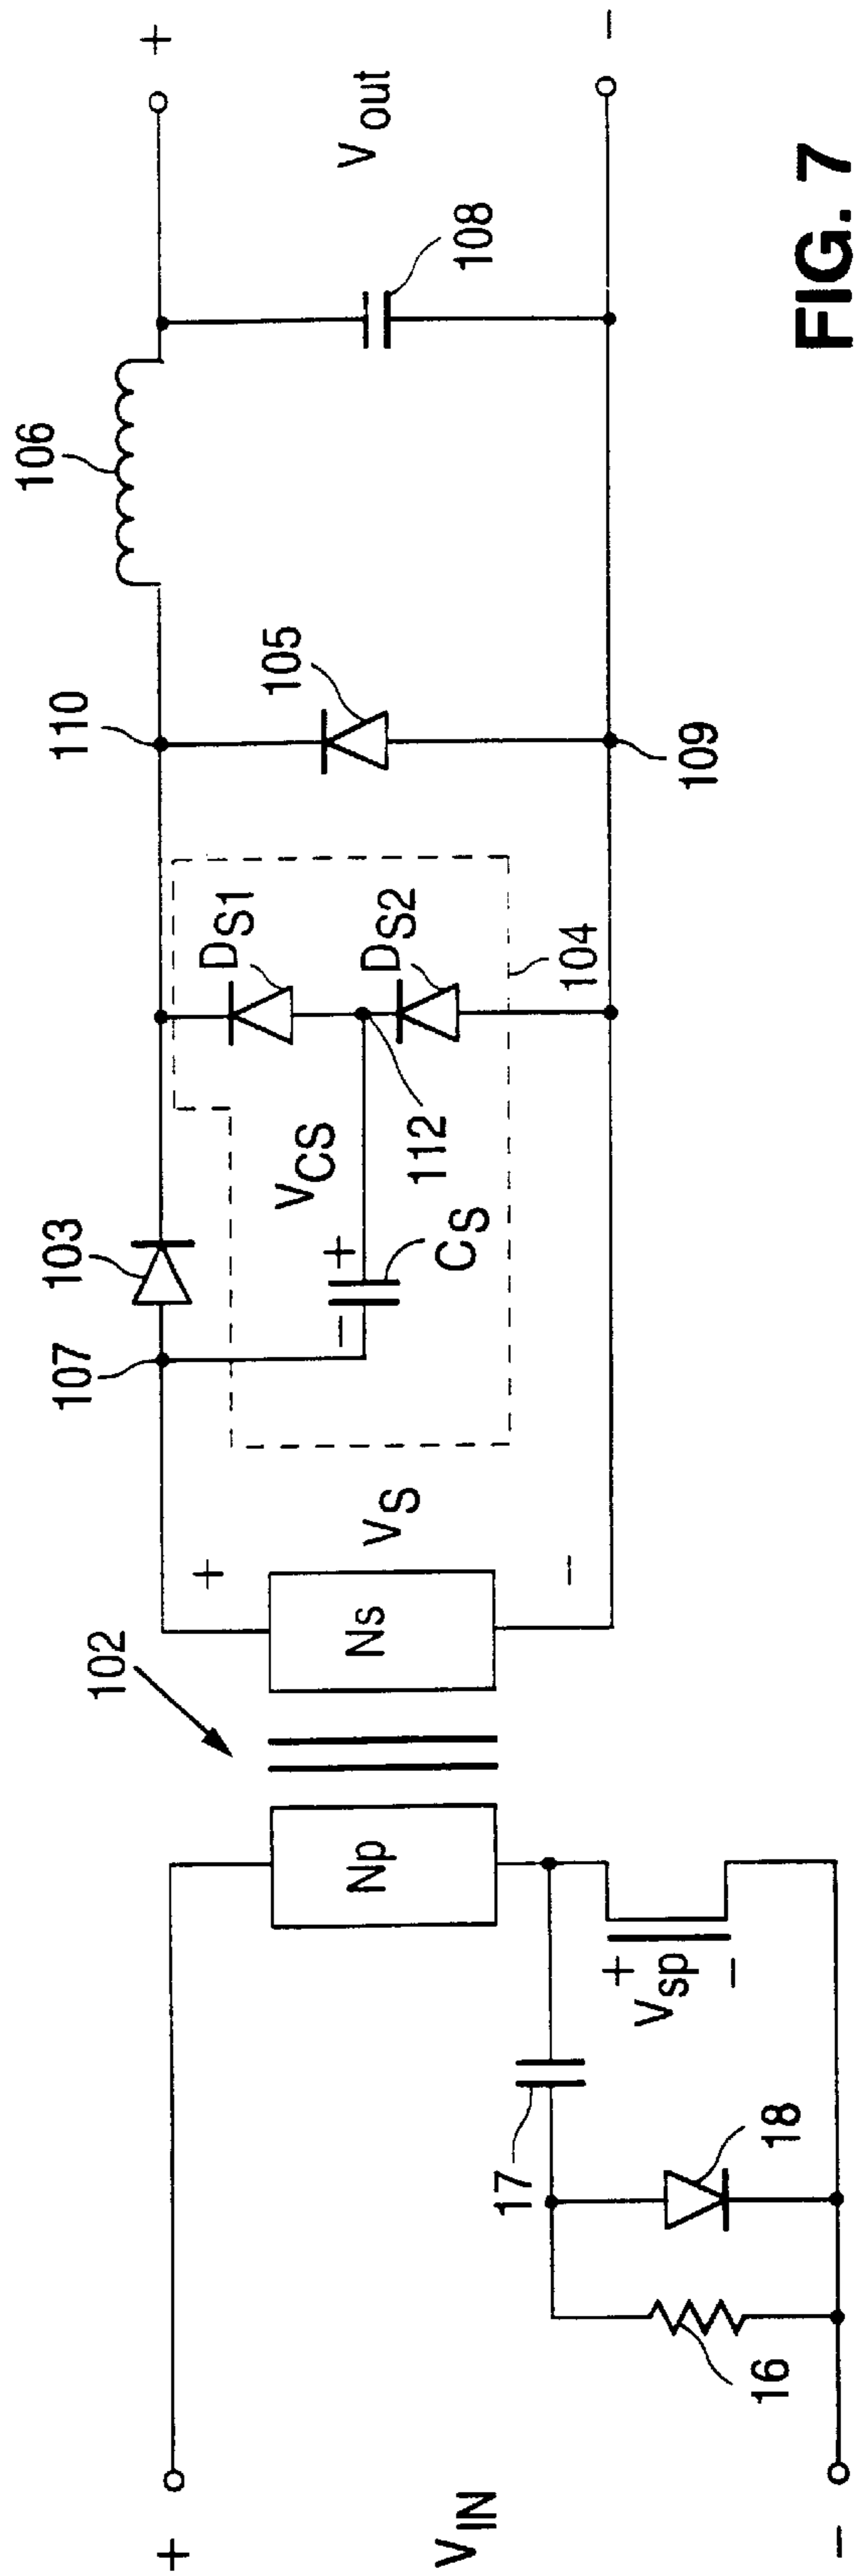 106
110
103
107
102
105
D_S1
D_S2
104
V_CS
+
−
C_S
112
109
108
V_out
+
−
+
V_S
−
Ns
Np
+
V_sp
−
17
18
16
+
V_IN
−
FIG. 7